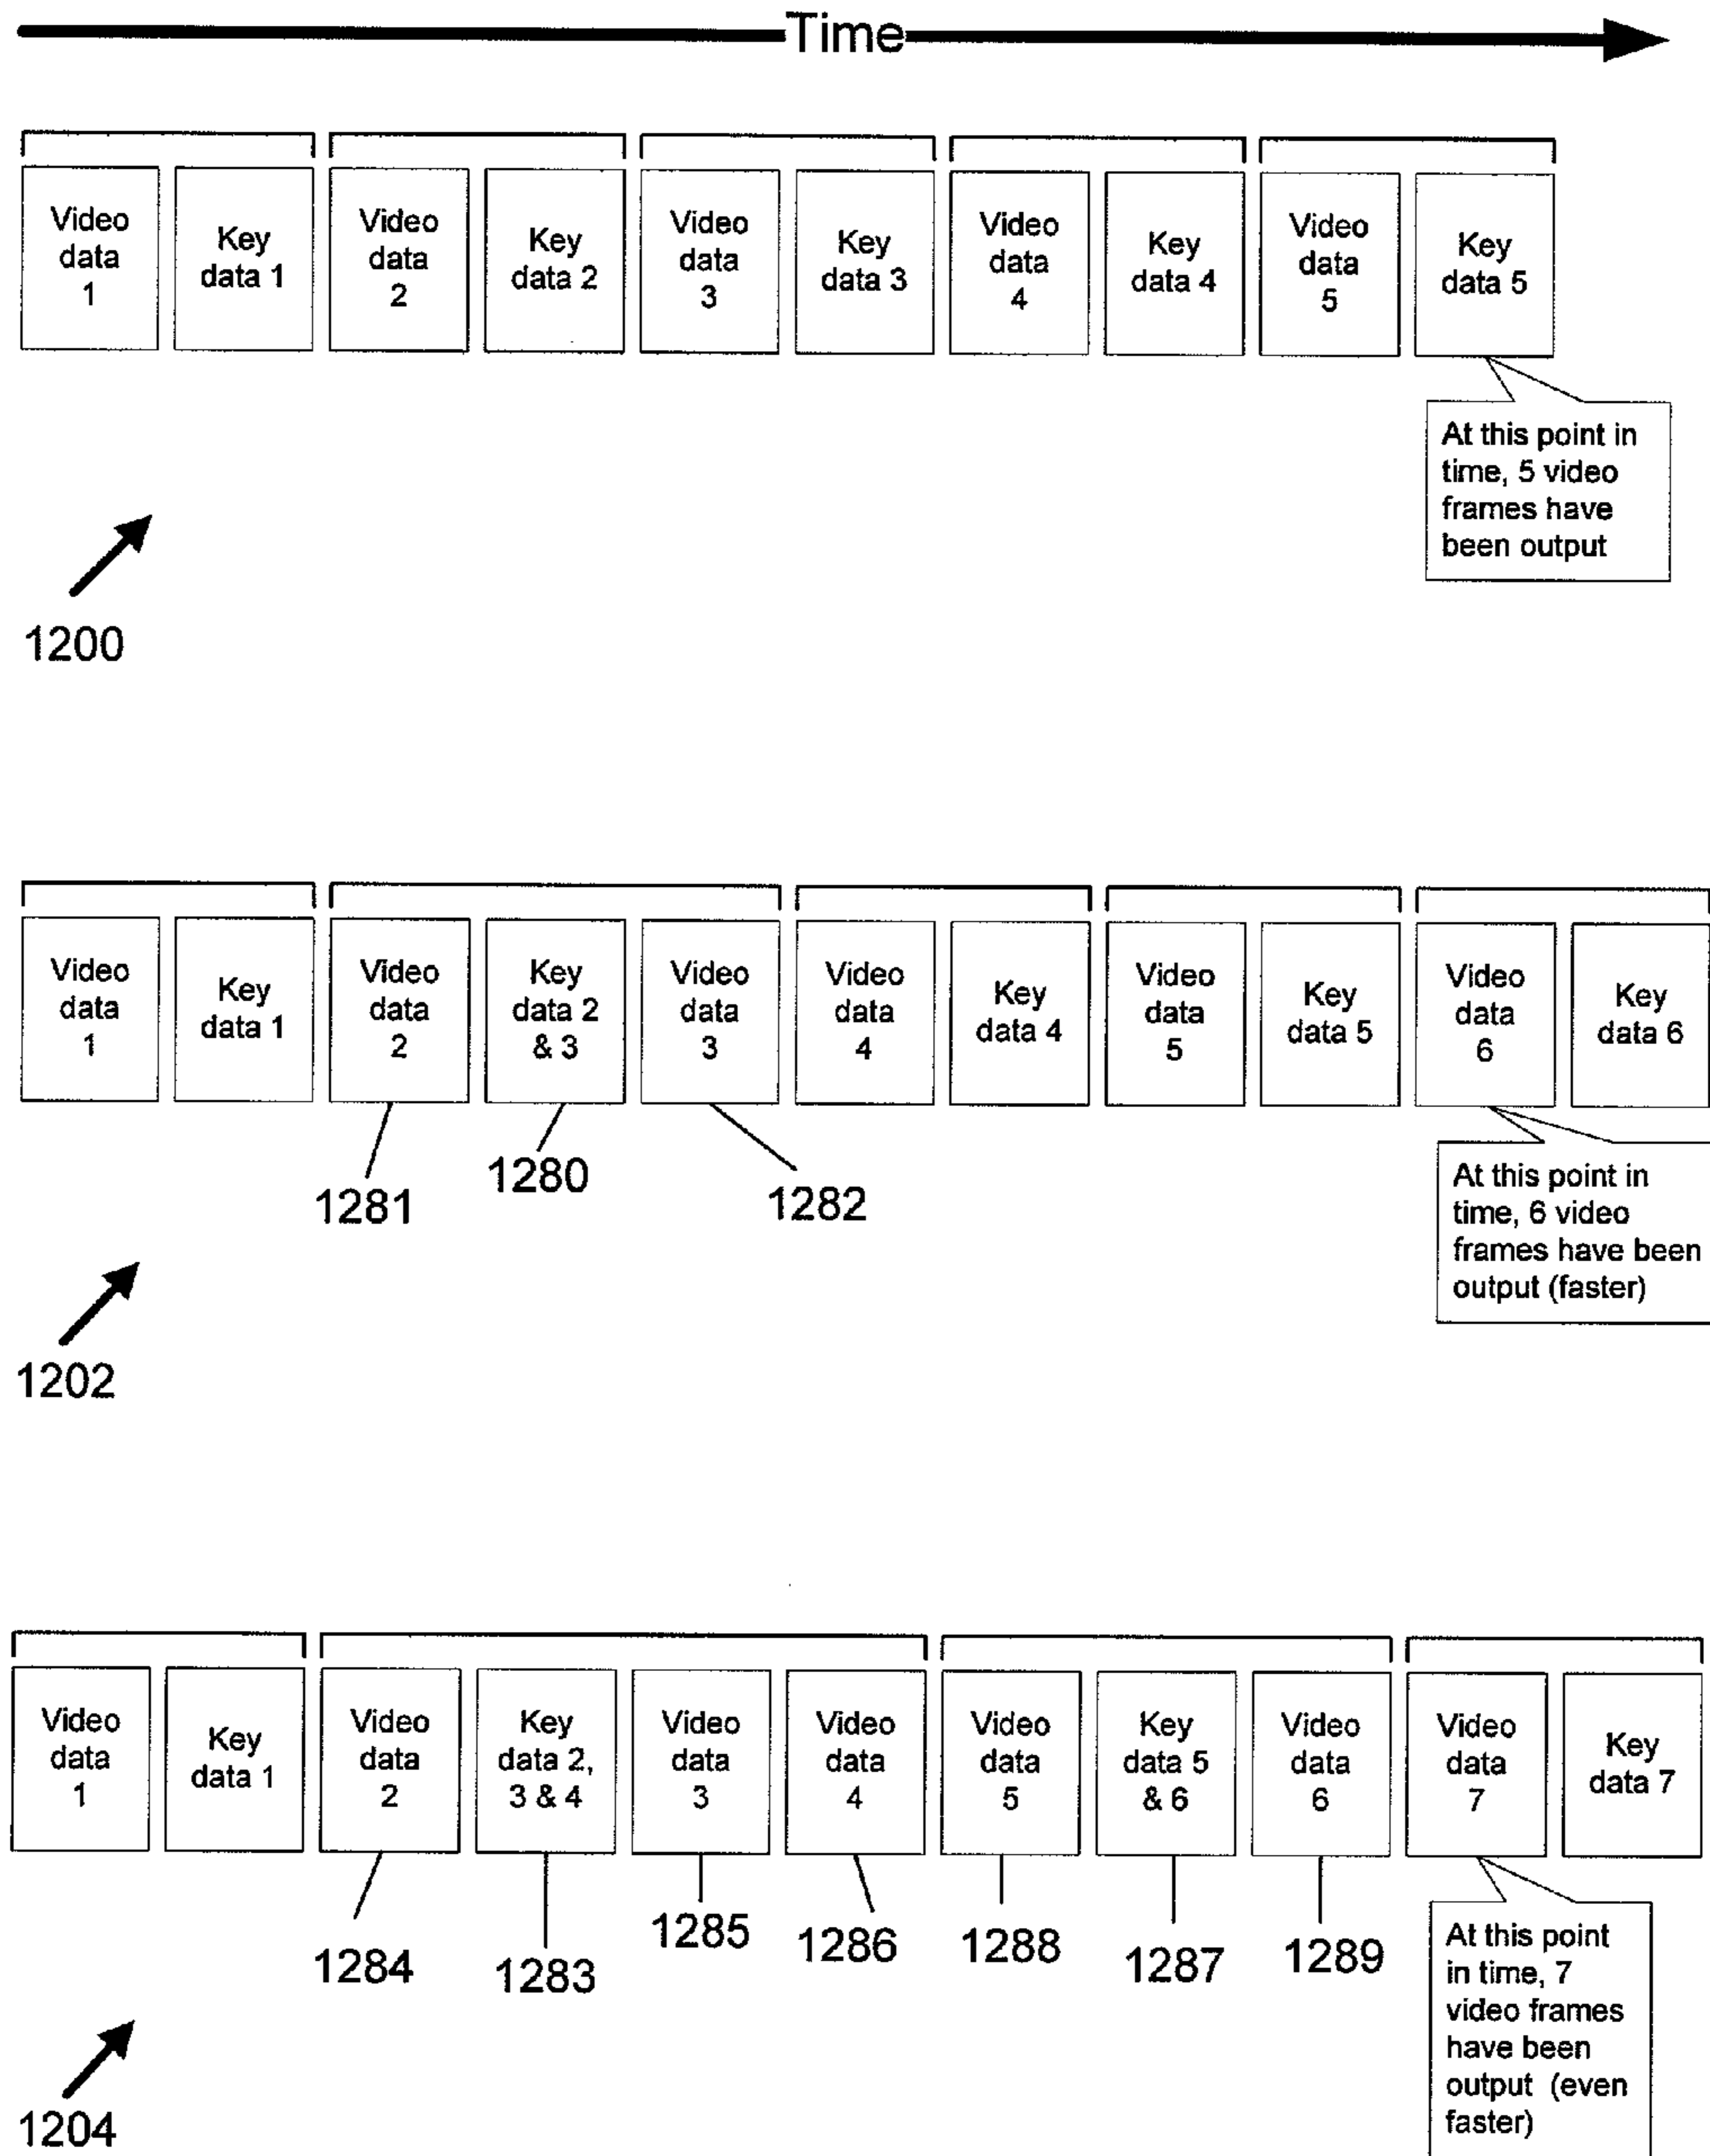 Time
Video
data
1
Key
data 1
Video
data
2
Key
data 2
Video
data
3
Key
data 3
Video
data
4
Key
data 4
Video
data
5
Key
data 5
At this point in
time, 5 video
frames have
been output
1200
Video
data
1
Key
data 1
Video
data
2
Key
data 2
& 3
Video
data
3
Video
data
4
Key
data 4
Video
data
5
Key
data 5
Video
data
6
Key
data 6
1281
1280
1282
At this point in
time, 6 video
frames have been
output (faster)
1202
Video
data
1
Key
data 1
Video
data
2
Key
data 2,
3 & 4
Video
data
3
Video
data
4
Video
data
5
Key
data 5
& 6
Video
data
6
Video
data
7
Key
data 7
1284
1283
1285
1286
1288
1287
1289
At this point
in time, 7
video frames
have been
output (even
faster)
1204